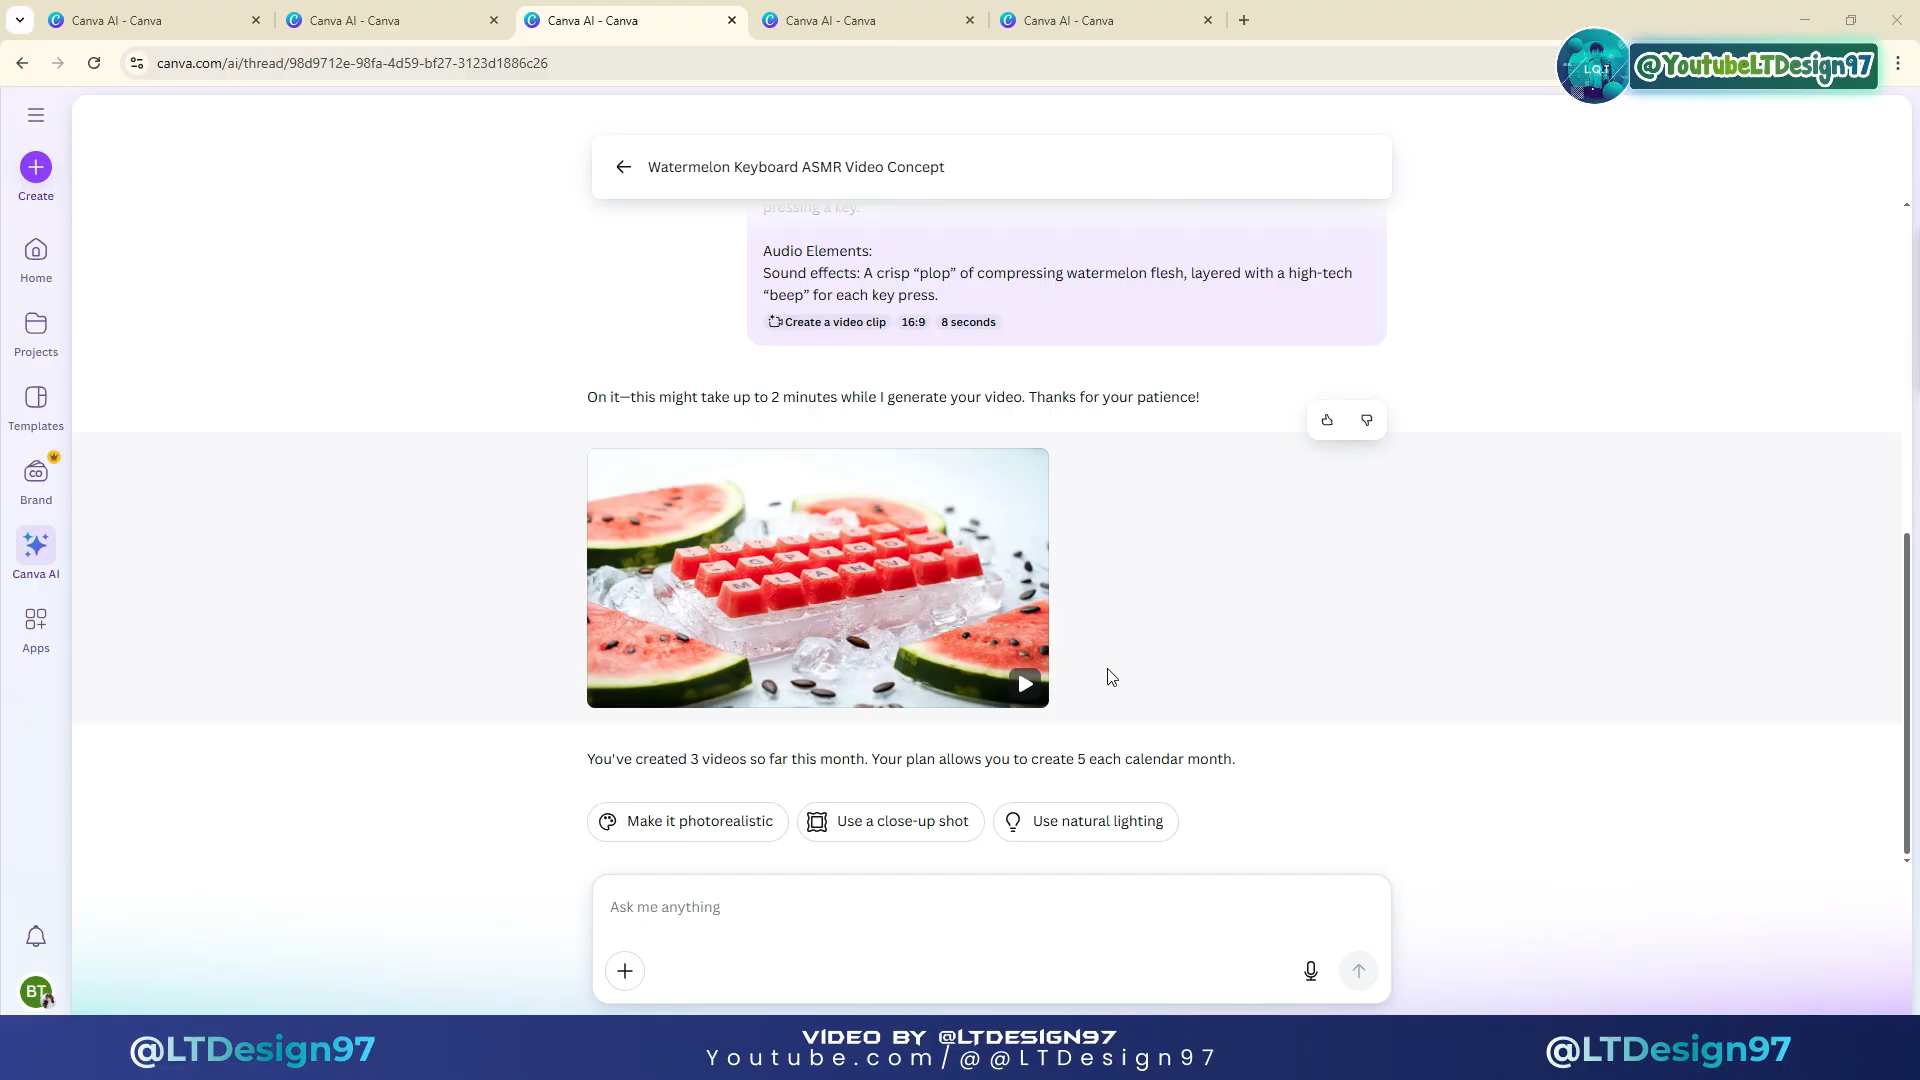 Canva AI - Canva
Canva AI - Canva
Canva AI - Canva
Canva AI - Canva
Canva AI - Canva
canva.com/ai/thread/98d9712e-98fa-4d59-bf27-3123d1886c26
L.Q.T
@YoutubeLTDesign97
Create
Home
Projects
Templates
CO
Brand
Canva AI
Apps
BT
Watermelon Keyboard ASMR Video Concept
pressing a key.
Audio Elements:
Sound effects: A crisp “plop” of compressing watermelon flesh, layered with a high-tech
“beep” for each key press.
Create a video clip 16:9 8 seconds
On it—this might take up to 2 minutes while I generate your video. Thanks for your patience!
You've created 3 videos so far this month. Your plan allows you to create 5 each calendar month.
Make it photorealistic
Use a close-up shot
Use natural lighting
Ask me anything
@LTDesign97
VIDEO BY @LTDESIGN97
Youtube.com/@@LTDesign97
@LTDesign97